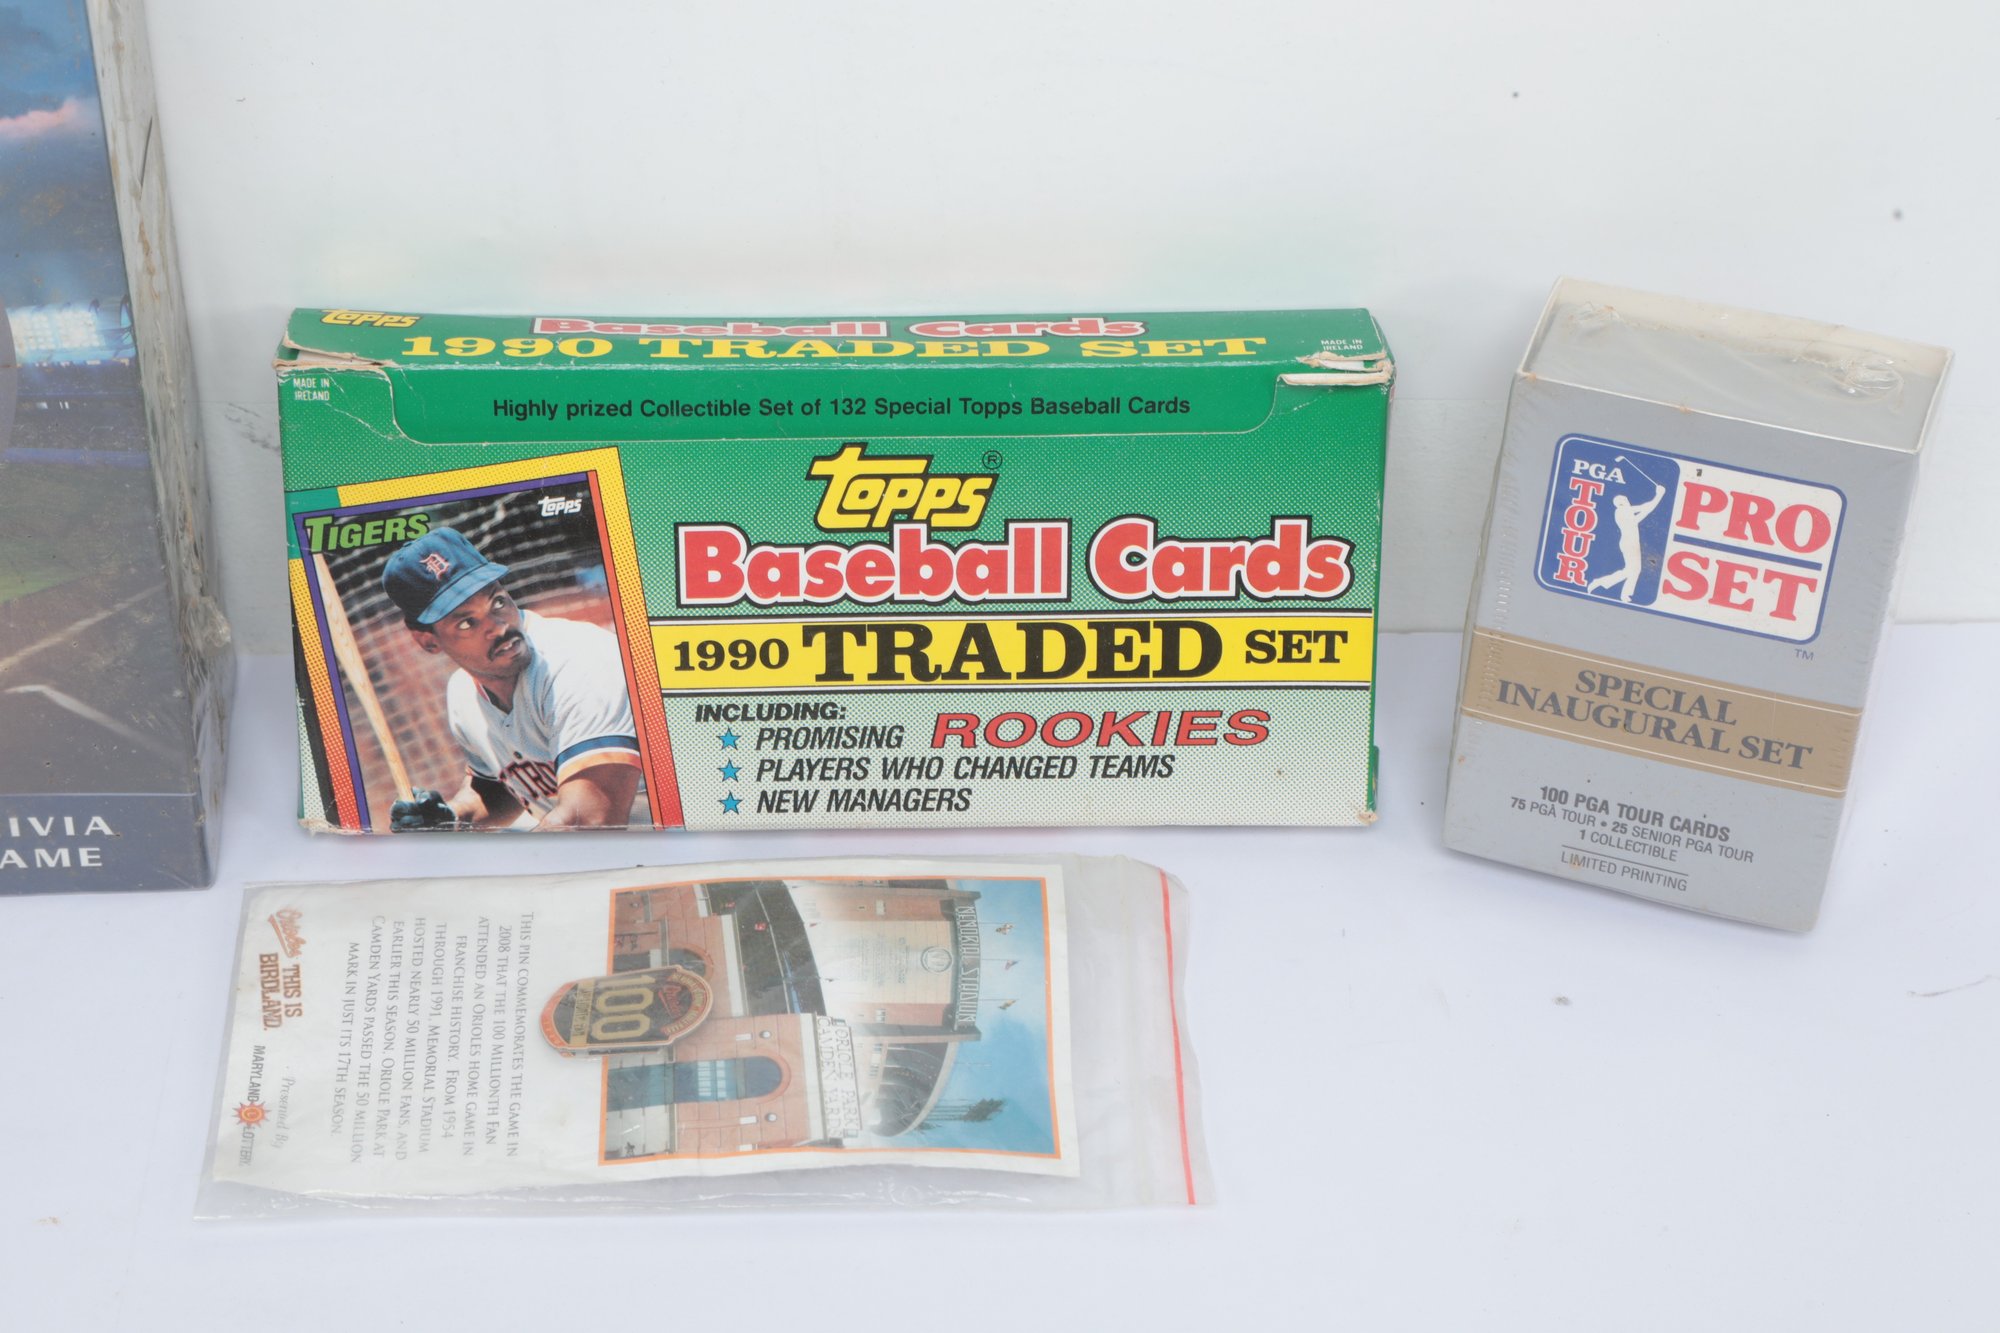 IVIA
AME
Topps
Baseball Cards
1990 TRADED SET
MADE IN
IRELAND
MADE IN
IRELAND
Highly prized Collectible Set of 132 Special Topps Baseball Cards
TIGERS
Topps
D
Topps®
Baseball Cards
1990 TRADED SET
INCLUDING:
★ PROMISING ROOKIES
★ PLAYERS WHO CHANGED TEAMS
★ NEW MANAGERS
PGA
TOUR
PRO
SET
TM
SPECIAL
INAUGURAL SET
100 PGA TOUR CARDS
75 PGA TOUR • 25 SENIOR PGA TOUR
1 COLLECTIBLE
LIMITED PRINTING
MEMORIAL STADIUM
ORIOLE PARK
CAMDEN YARDS
Orioles
100
THIS PIN COMMEMORATES THE GAME IN
2008 THAT THE 100 MILLIONTH FAN
ATTENDED AN ORIOLES HOME GAME IN
FRANCHISE HISTORY. FROM 1954
THROUGH 1991, MEMORIAL STADIUM
HOSTED NEARLY 50 MILLION FANS, AND
EARLIER THIS SEASON, ORIOLE PARK AT
CAMDEN YARDS PASSED THE 50 MILLION
MARK IN JUST ITS 17TH SEASON.
Orioles THIS IS
BIRDLAND.
Presented By
MARYLAND LOTTERY